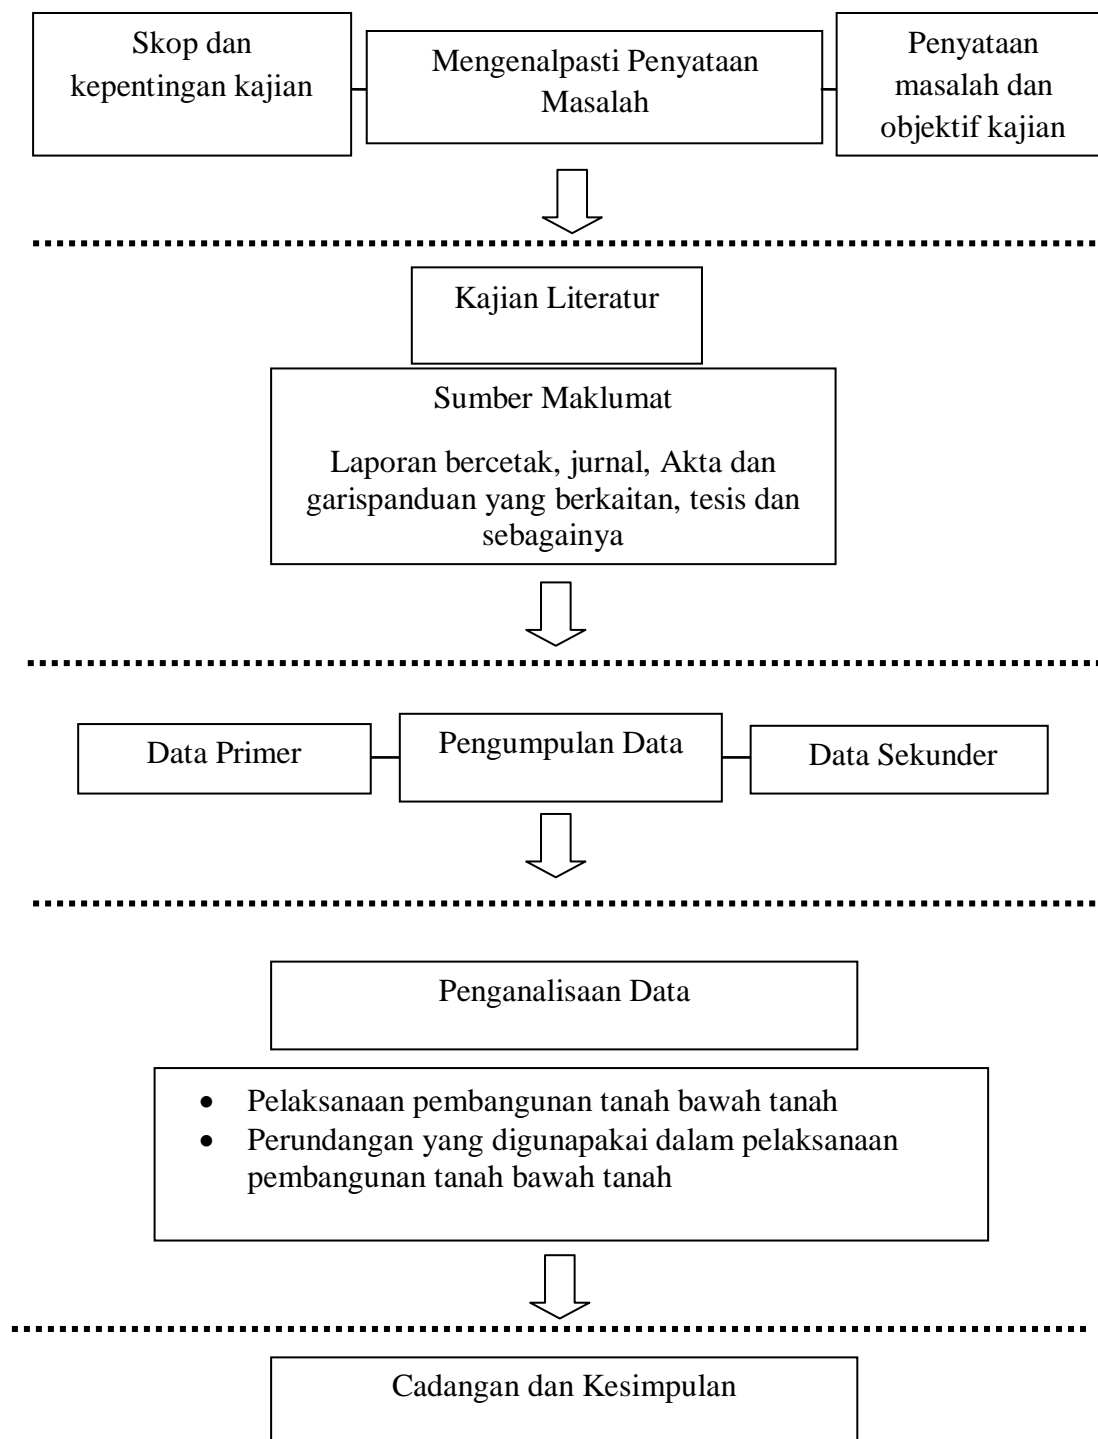 Skop dan
kepentingan kajian
Mengenalpasti Penyataan
Masalah
Penyataan
masalah dan
objektif kajian
Kajian Literatur
Sumber Maklumat
Laporan bercetak, jurnal, Akta dan
garispanduan yang berkaitan, tesis dan
sebagainya
Data Primer
Pengumpulan Data
Data Sekunder
Penganalisaan Data
• Pelaksanaan pembangunan tanah bawah tanah
• Perundangan yang digunapakai dalam pelaksanaan
pembangunan tanah bawah tanah
Cadangan dan Kesimpulan